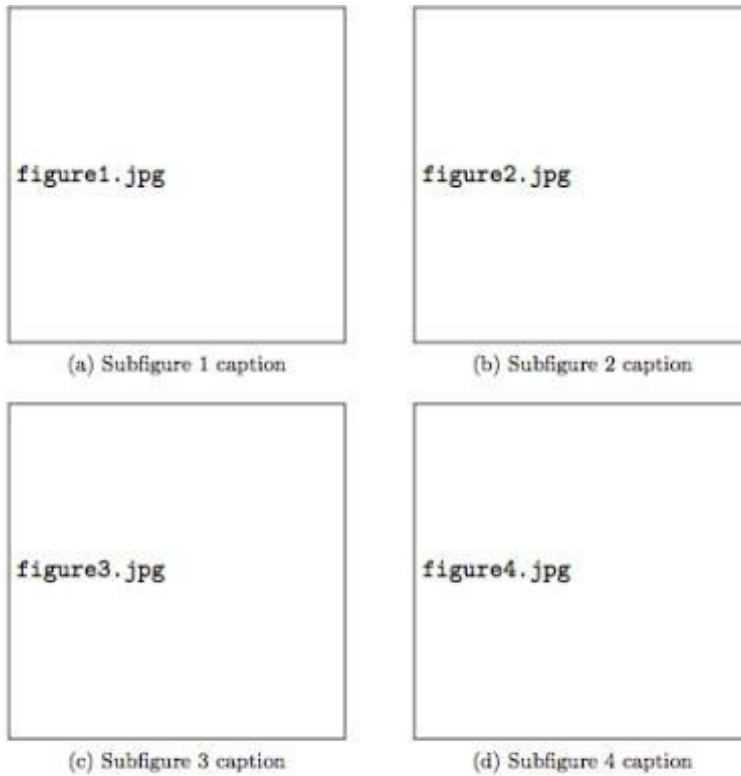 figure1.jpg
figure2.jpg
(a) Subfigure 1 caption
(b) Subfigure 2 caption
figure3.jpg
figure4.jpg
(c) Subfigure 3 caption
(d) Subfigure 4 caption